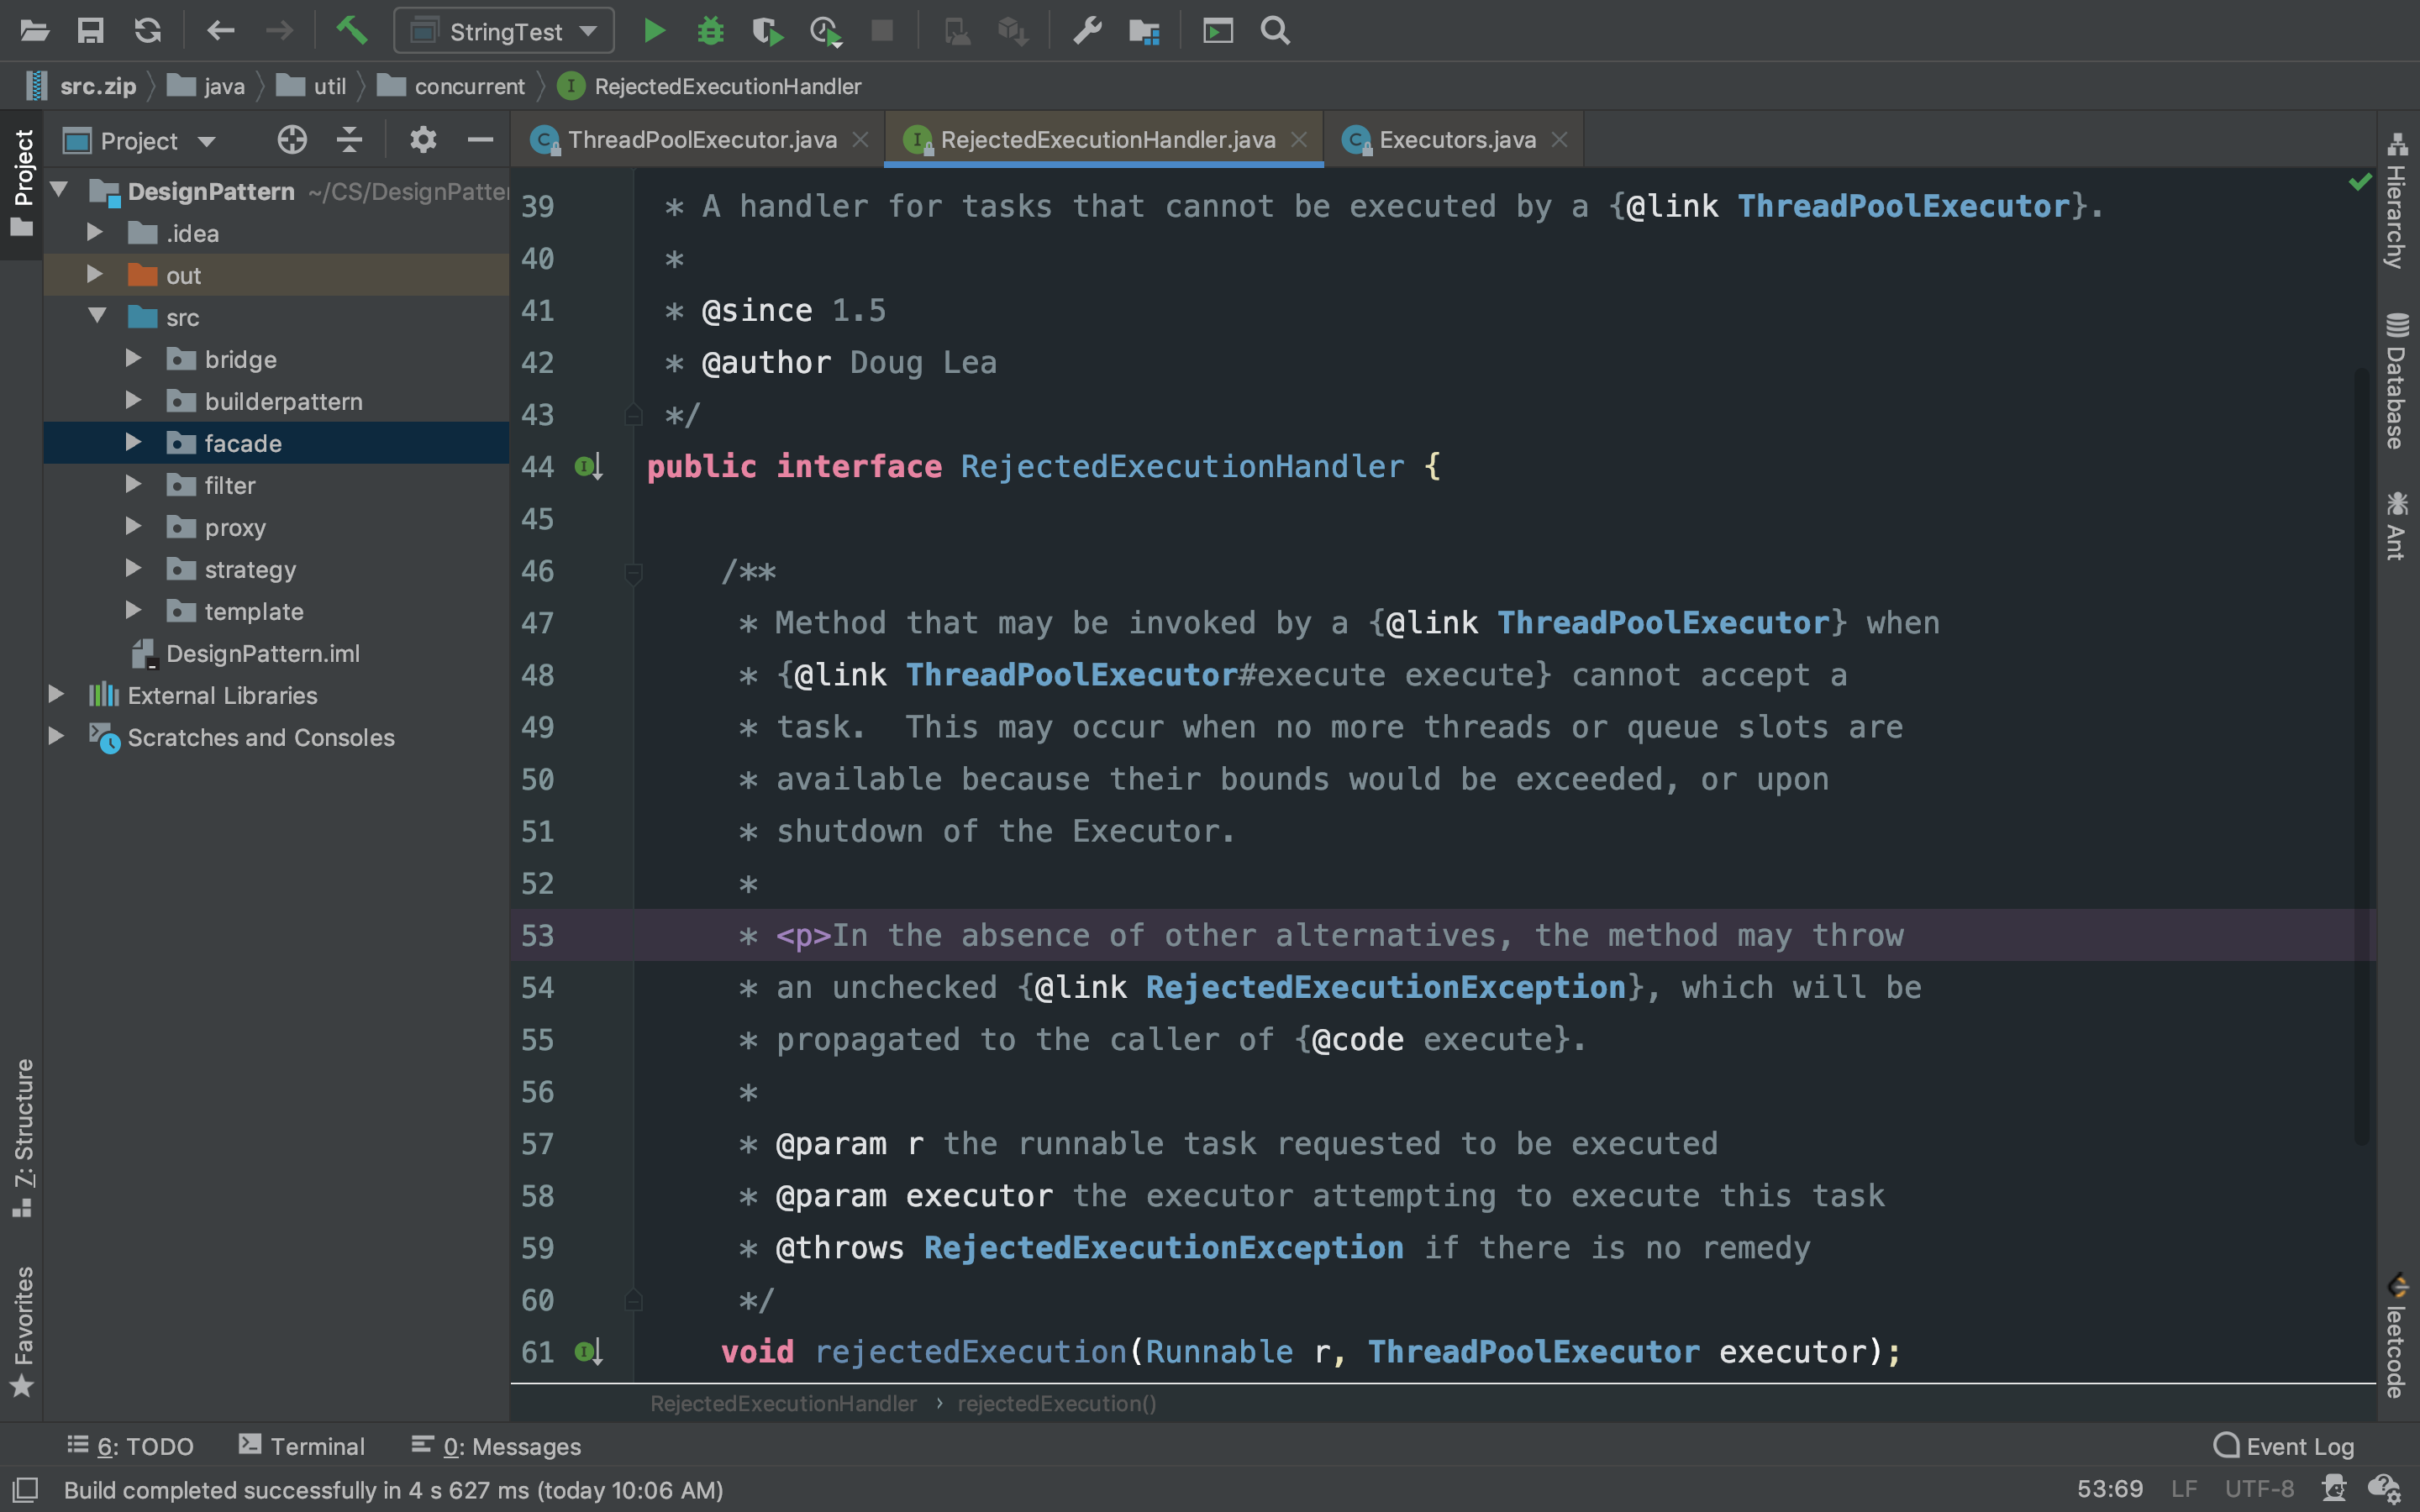 StringTest
src.zip java util concurrent I RejectedExecutionHandler
Project
Project
C ThreadPoolExecutor.java
I RejectedExecutionHandler.java
C Executors.java
DesignPattern ~/CS/DesignPatter
.idea
out
src
bridge
builderpattern
facade
filter
proxy
strategy
template
DesignPattern.iml
External Libraries
Scratches and Consoles
39 * A handler for tasks that cannot be executed by a {@link ThreadPoolExecutor}.
40 *
41 * @since 1.5
42 * @author Doug Lea
43 */
44 public interface RejectedExecutionHandler {
45
46 /**
47 * Method that may be invoked by a {@link ThreadPoolExecutor} when
48 * {@link ThreadPoolExecutor#execute execute} cannot accept a
49 * task.  This may occur when no more threads or queue slots are
50 * available because their bounds would be exceeded, or upon
51 * shutdown of the Executor.
52 *
53 * <p>In the absence of other alternatives, the method may throw
54 * an unchecked {@link RejectedExecutionException}, which will be
55 * propagated to the caller of {@code execute}.
56 *
57 * @param r the runnable task requested to be executed
58 * @param executor the executor attempting to execute this task
59 * @throws RejectedExecutionException if there is no remedy
60 */
61 void rejectedExecution(Runnable r, ThreadPoolExecutor executor);
RejectedExecutionHandler › rejectedExecution()
Hierarchy
Database
Ant
leetcode
Z: Structure
Favorites
6: TODO
Terminal
0: Messages
Event Log
Build completed successfully in 4 s 627 ms (today 10:06 AM)
53:69 LF UTF-8